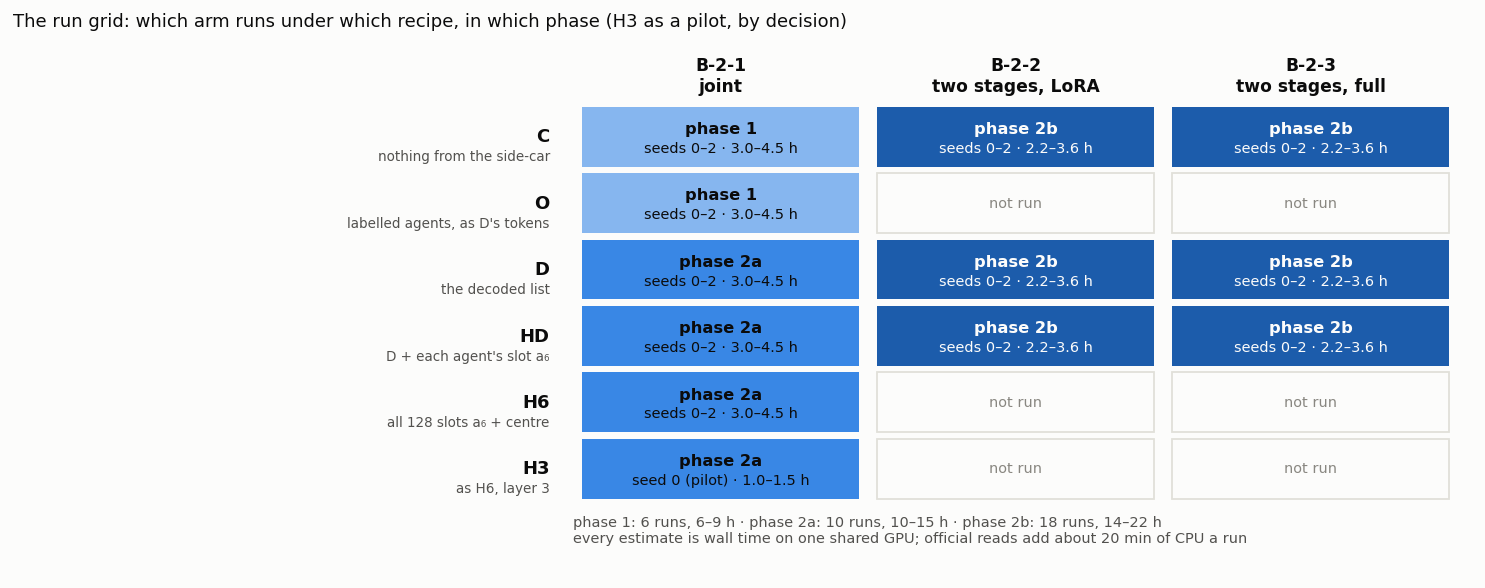 The run grid: which arm runs under which recipe, in which phase (H3 as a pilot, by decision)
B-2-1
joint
B-2-2
two stages, LoRA
B-2-3
two stages, full
C
nothing from the side-car
phase 1
seeds 0–2 · 3.0–4.5 h
phase 2b
seeds 0–2 · 2.2–3.6 h
phase 2b
seeds 0–2 · 2.2–3.6 h
O
labelled agents, as D's tokens
phase 1
seeds 0–2 · 3.0–4.5 h
not run
not run
D
the decoded list
phase 2a
seeds 0–2 · 3.0–4.5 h
phase 2b
seeds 0–2 · 2.2–3.6 h
phase 2b
seeds 0–2 · 2.2–3.6 h
HD
D + each agent's slot a₆
phase 2a
seeds 0–2 · 3.0–4.5 h
phase 2b
seeds 0–2 · 2.2–3.6 h
phase 2b
seeds 0–2 · 2.2–3.6 h
H6
all 128 slots a₆ + centre
phase 2a
seeds 0–2 · 3.0–4.5 h
not run
not run
H3
as H6, layer 3
phase 2a
seed 0 (pilot) · 1.0–1.5 h
not run
not run
phase 1: 6 runs, 6–9 h · phase 2a: 10 runs, 10–15 h · phase 2b: 18 runs, 14–22 h
every estimate is wall time on one shared GPU; official reads add about 20 min of CPU a run